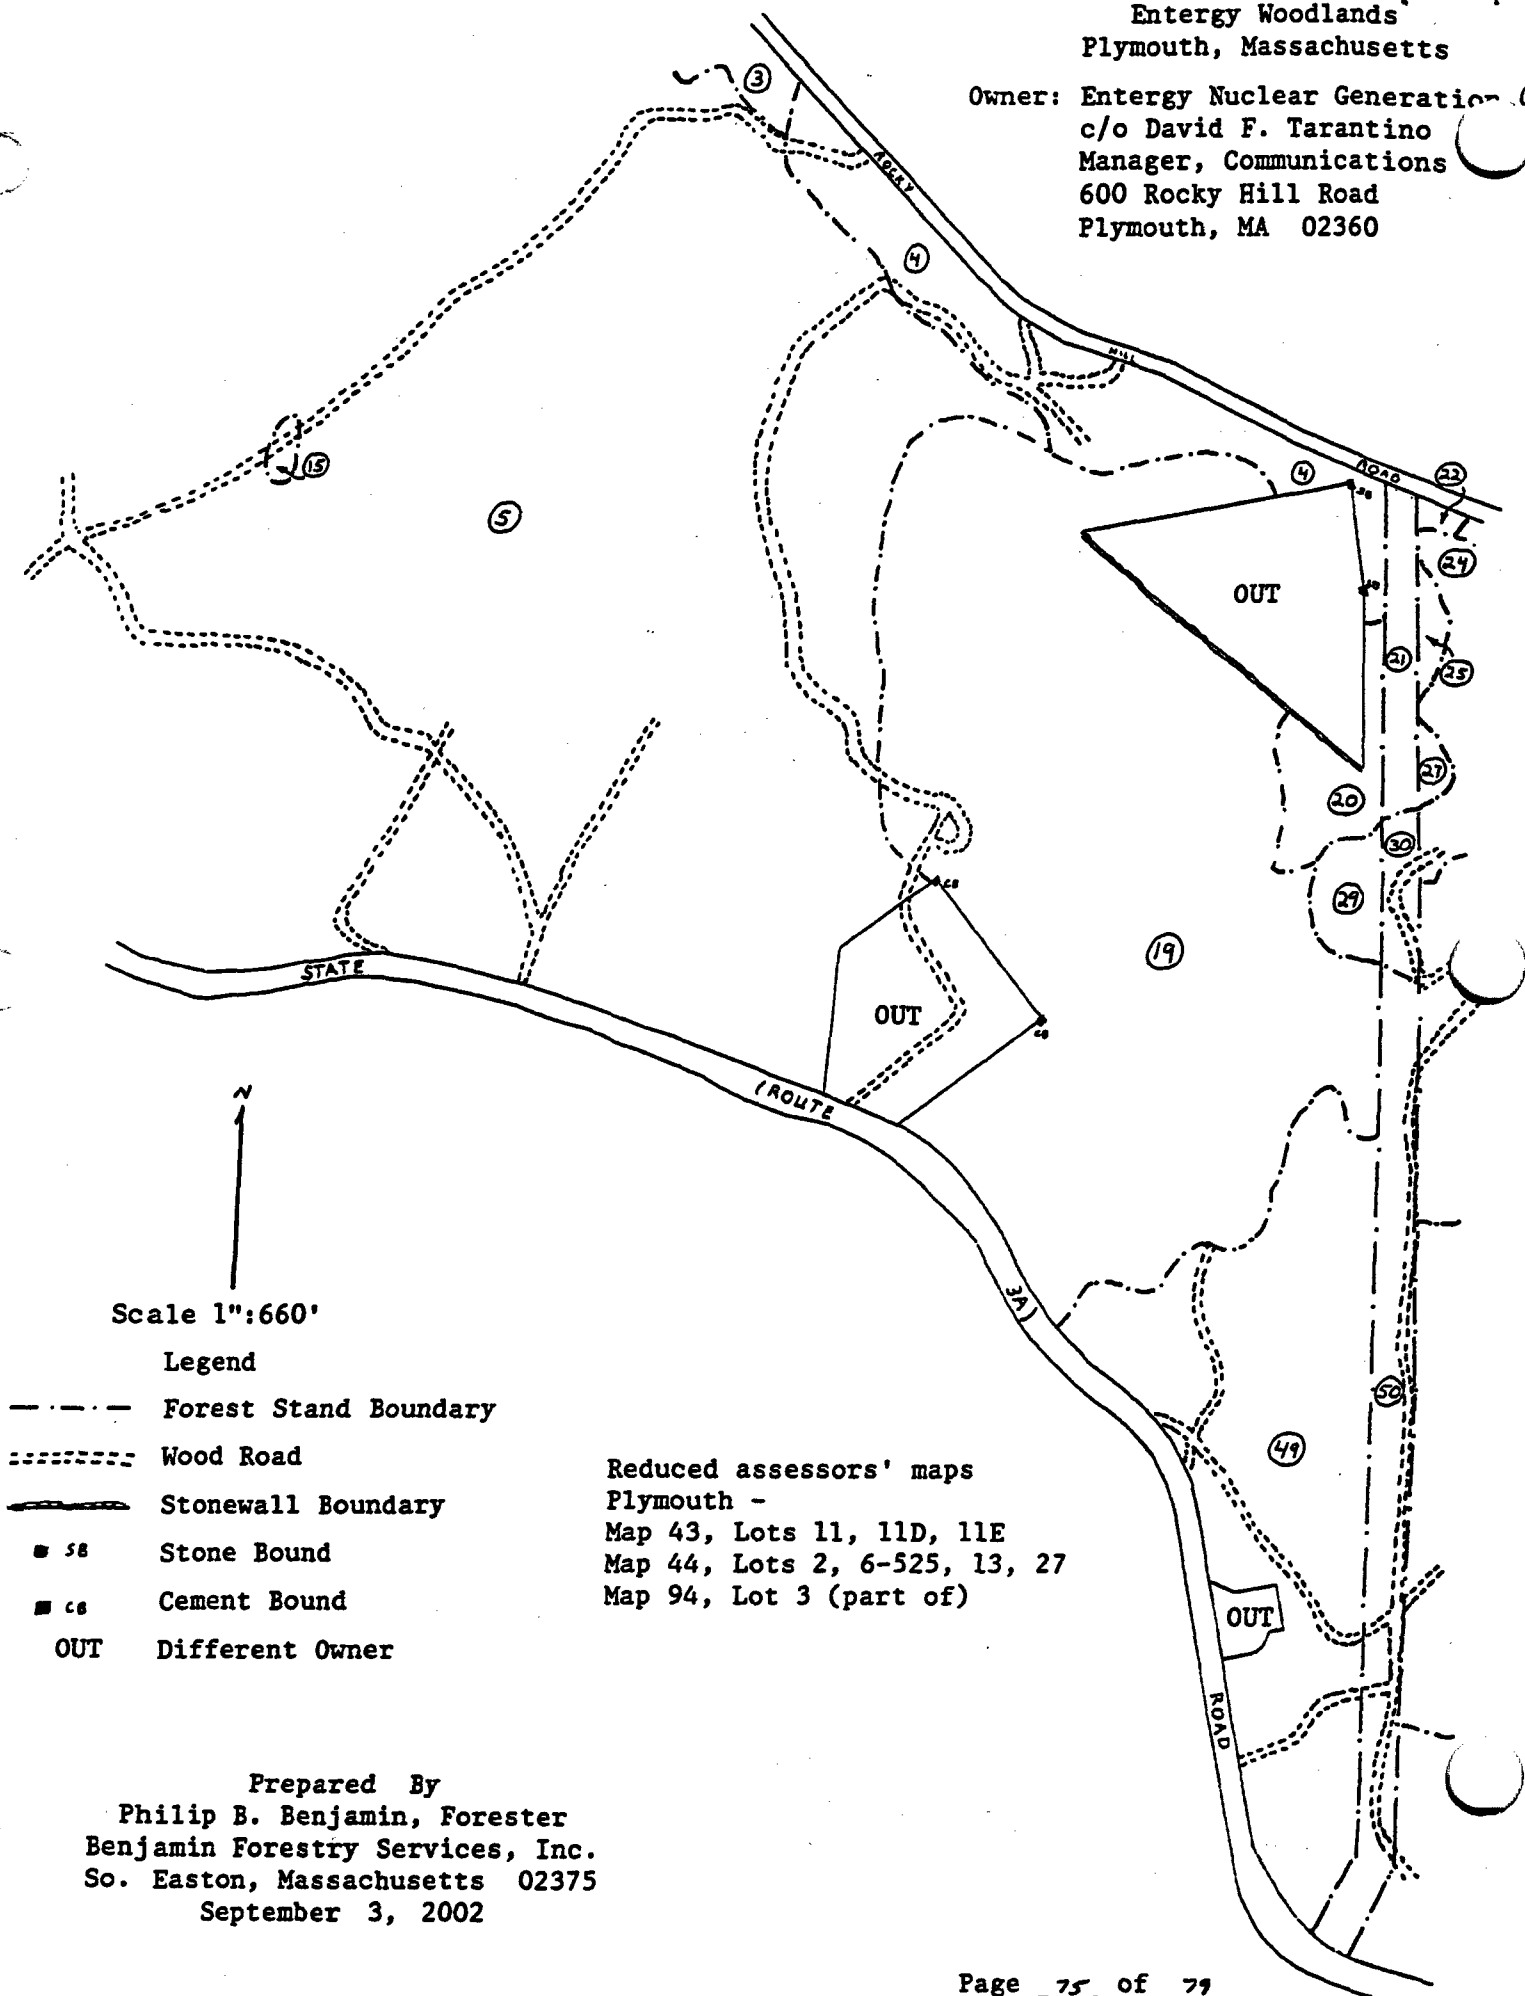 Entergy Woodlands
Plymouth, Massachusetts
Owner: Entergy Nuclear Generation
c/o David F. Tarantino
Manager, Communications
600 Rocky Hill Road
Plymouth, MA 02360
3
ROCKY
4
HILL
15
5
4
ROAD
22
SB
24
SB
OUT
21
25
27
20
30
29
CB
19
STATE
OUT
CB
(ROUTE
N
3A)
Scale 1":660'
Legend
Forest Stand Boundary
Wood Road
Stonewall Boundary
SB Stone Bound
CB Cement Bound
OUT Different Owner
50
49
Reduced assessors' maps
Plymouth -
Map 43, Lots 11, 11D, 11E
Map 44, Lots 2, 6-525, 13, 27
Map 94, Lot 3 (part of)
OUT
ROAD
Prepared By
Philip B. Benjamin, Forester
Benjamin Forestry Services, Inc.
So. Easton, Massachusetts 02375
September 3, 2002
Page 75 of 79